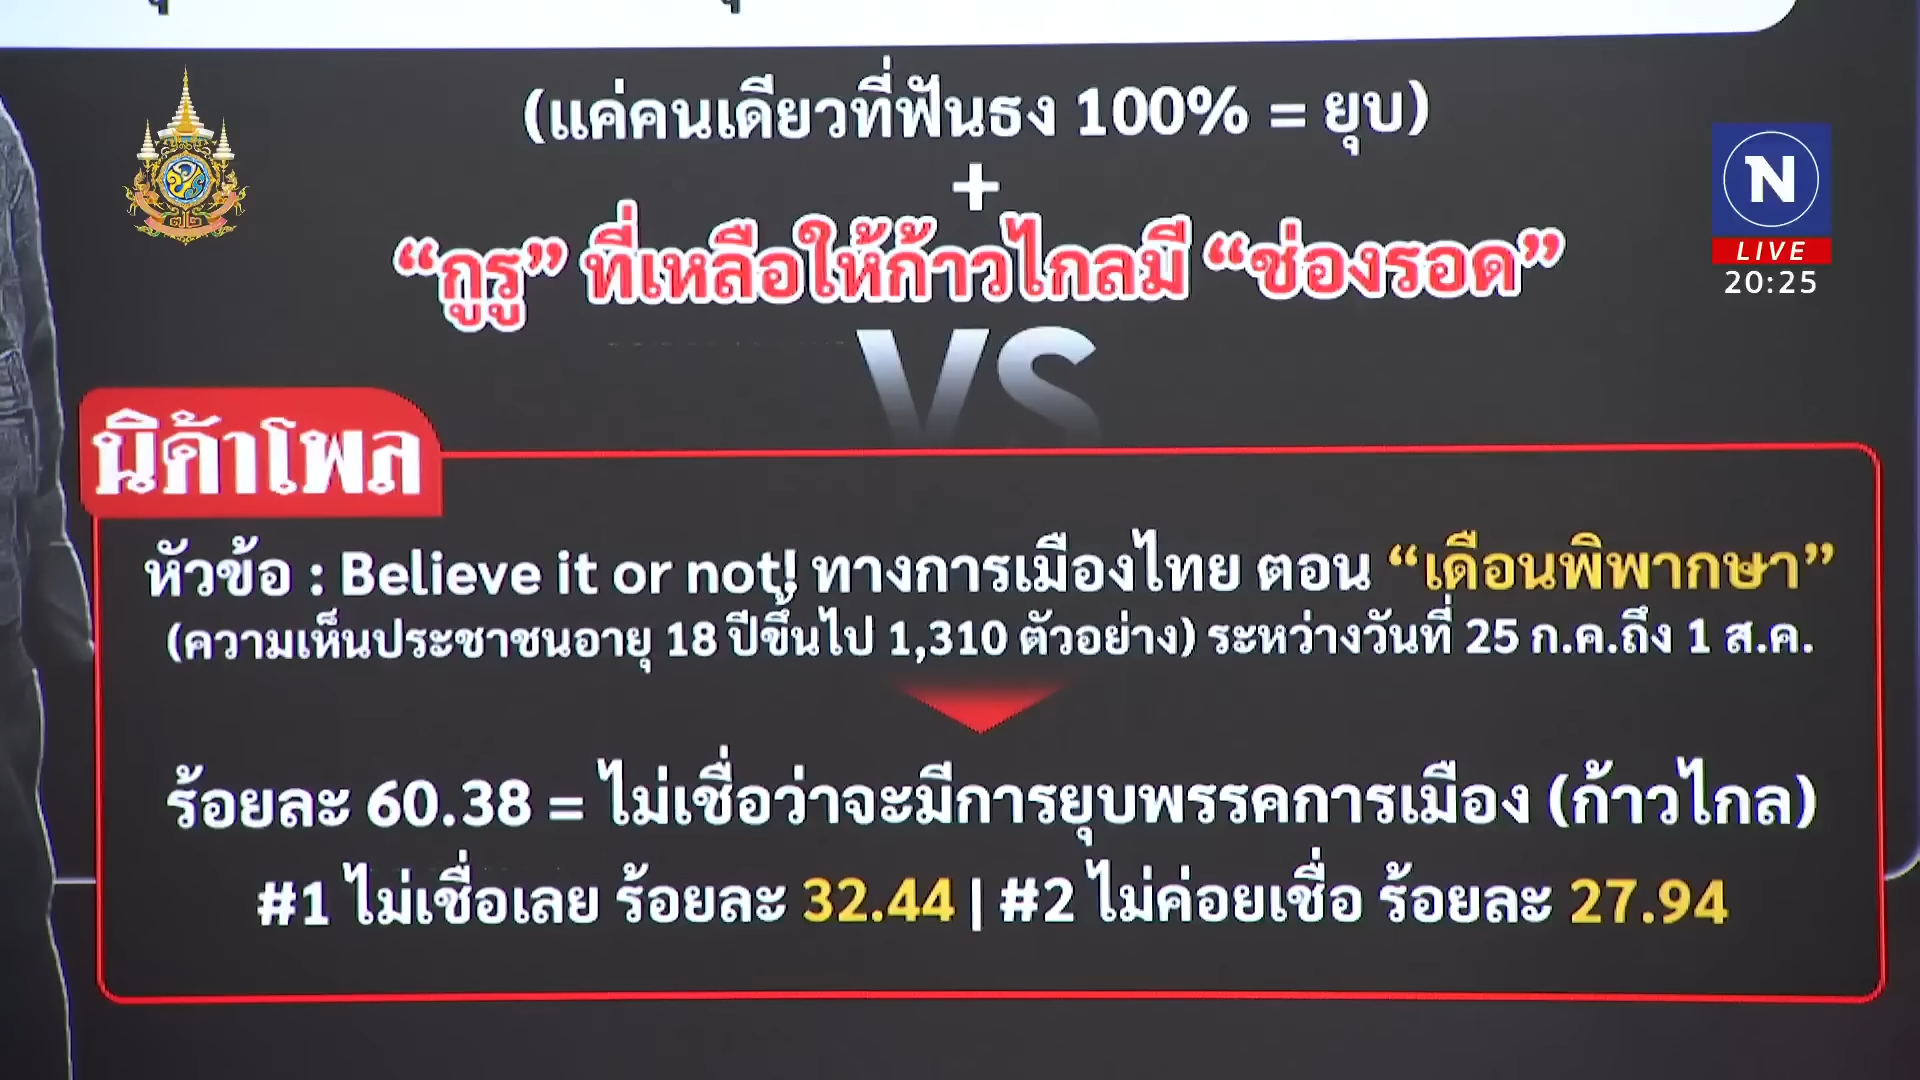 (แค่คนเดียวที่ฟันธง 100% = ยุบ)
+
“กูรู” ที่เหลือให้ก้าวไกลมี “ช่องรอด”
VS
N
LIVE
20:25
นิด้าโพล
หัวข้อ : Believe it or not! ทางการเมืองไทย ตอน “เดือนพิพากษา”
(ความเห็นประชาชนอายุ 18 ปีขึ้นไป 1,310 ตัวอย่าง) ระหว่างวันที่ 25 ก.ค.ถึง 1 ส.ค.
ร้อยละ 60.38 = ไม่เชื่อว่าจะมีการยุบพรรคการเมือง (ก้าวไกล)
#1 ไม่เชื่อเลย ร้อยละ 32.44 | #2 ไม่ค่อยเชื่อ ร้อยละ 27.94